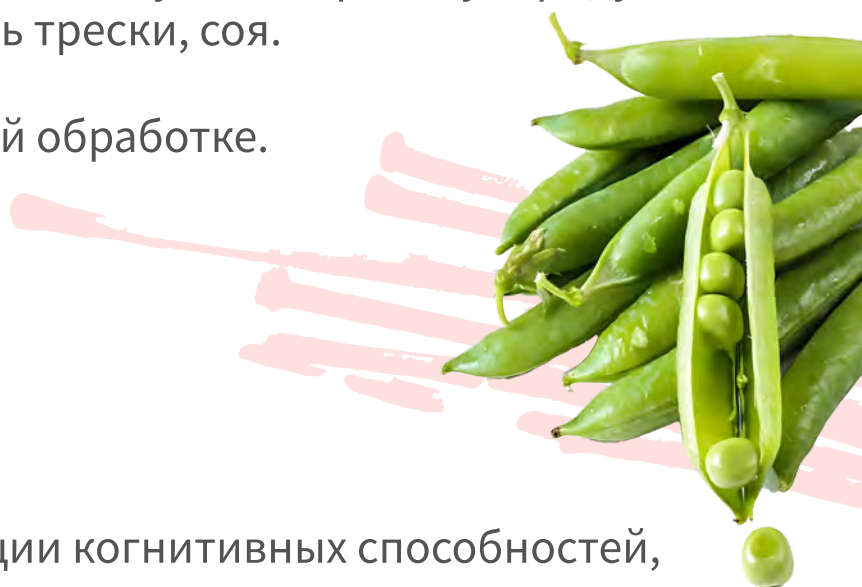 ь трески, соя.
й обработке.
ции когнитивных способностей,